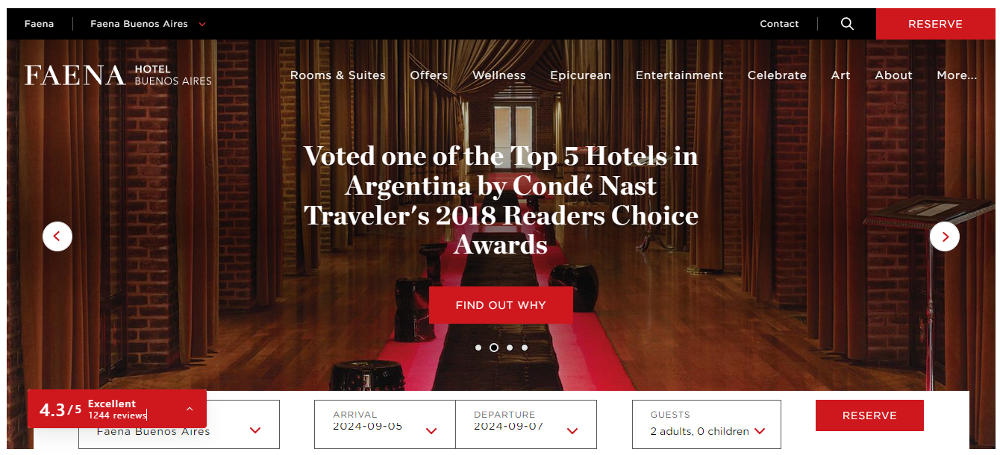 Faena
Faena Buenos Aires
Contact
RESERVE
FAENA HOTEL BUENOS AIRES
Rooms & Suites
Offers
Wellness
Epicurean
Entertainment
Celebrate
Art
About
More...
Voted one of the Top 5 Hotels in
Argentina by Condé Nast
Traveler's 2018 Readers Choice
Awards
FIND OUT WHY
4.3/5
Excellent
1244 reviews
Faena Buenos Aires
ARRIVAL
2024-09-05
DEPARTURE
2024-09-07
GUESTS
2 adults, 0 children
RESERVE